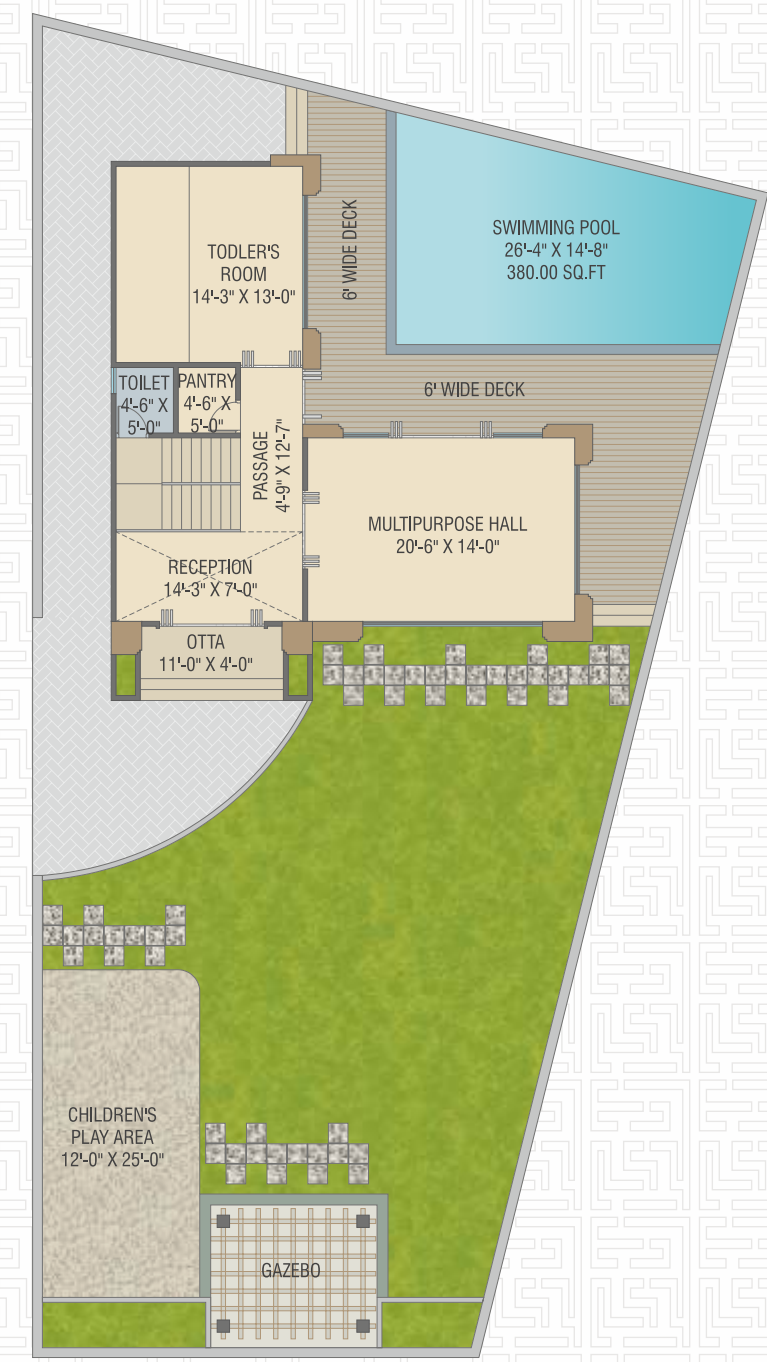 SWIMMING POOL
26'-4" X 14'-8"
380.00 SQ.FT
6' WIDE DECK
TODLER'S
ROOM
14'-3" X 13'-0"
6' WIDE DECK
TOILET
4'-6" X
5'-0"
PANTRY
4'-6" X
5'-0"
PASSAGE
4'-9" X 12'-7"
MULTIPURPOSE HALL
20'-6" X 14'-0"
RECEPTION
14'-3" X 7'-0"
OTTA
11'-0" X 4'-0"
CHILDREN'S
PLAY AREA
12'-0" X 25'-0"
GAZEBO